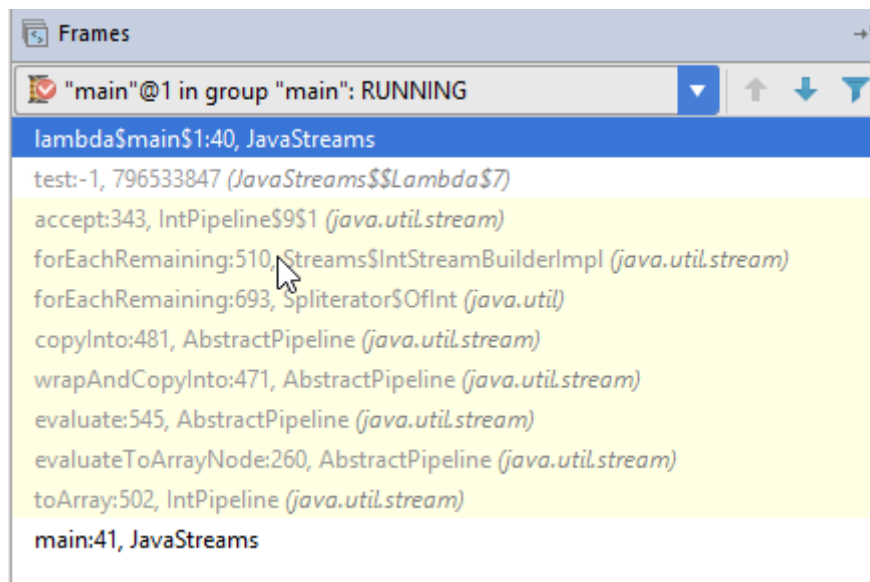 Frames
"main"@1 in group "main": RUNNING
lambda$main$1:40, JavaStreams
test:-1, 796533847 (JavaStreams$$Lambda$7)
accept:343, IntPipeline$9$1 (java.util.stream)
forEachRemaining:510, Streams$IntStreamBuilderImpl (java.util.stream)
forEachRemaining:693, Spliterator$OfInt (java.util)
copyInto:481, AbstractPipeline (java.util.stream)
wrapAndCopyInto:471, AbstractPipeline (java.util.stream)
evaluate:545, AbstractPipeline (java.util.stream)
evaluateToArrayNode:260, AbstractPipeline (java.util.stream)
toArray:502, IntPipeline (java.util.stream)
main:41, JavaStreams